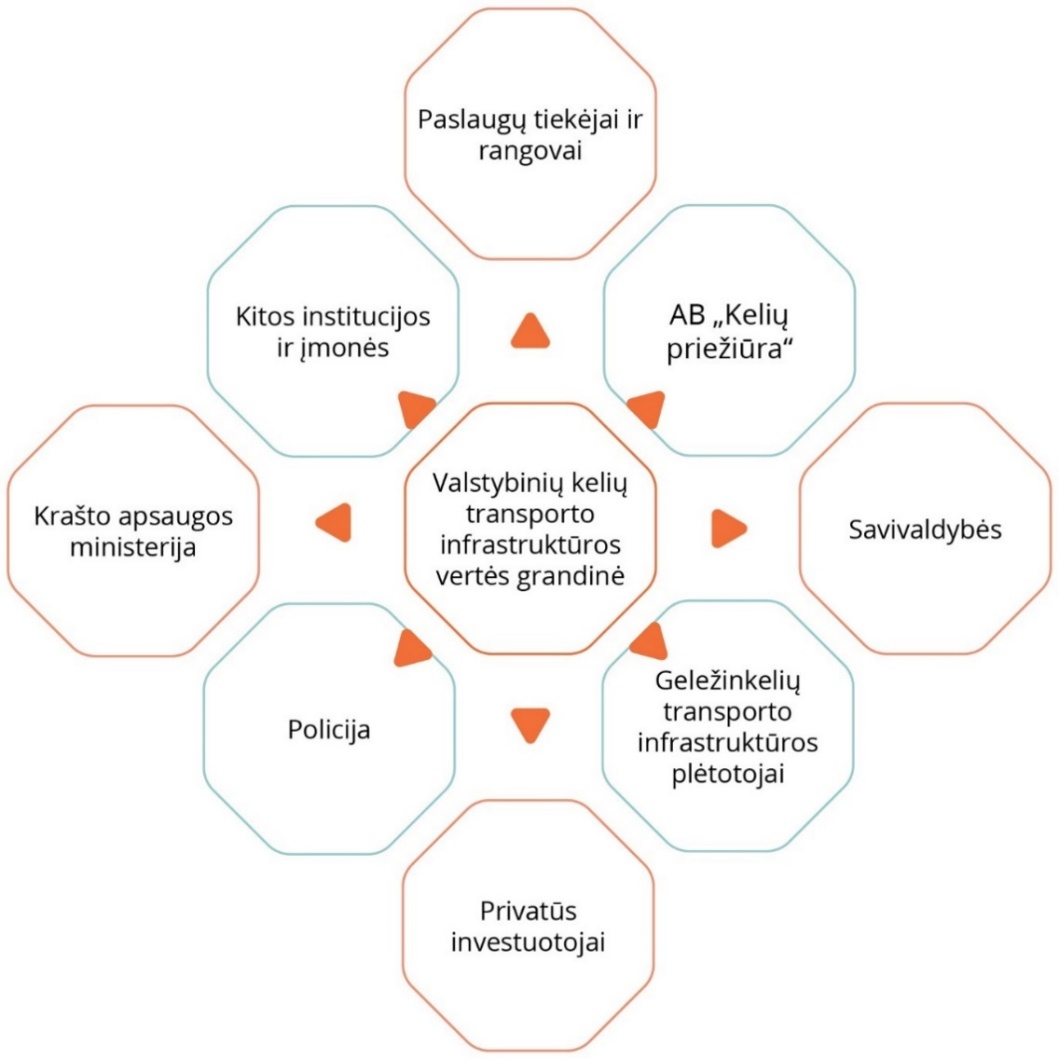 Paslaugų tiekėjai ir
rangovai
Kitos institucijos
ir įmonės
AB „Kelių
priežiūra“
Krašto apsaugos
ministerija
Valstybinių kelių
transporto
infrastruktūros
vertės grandinė
Savivaldybės
Policija
Geležinkelių
transporto
infrastruktūros
plėtotojai
Privatūs
investuotojai